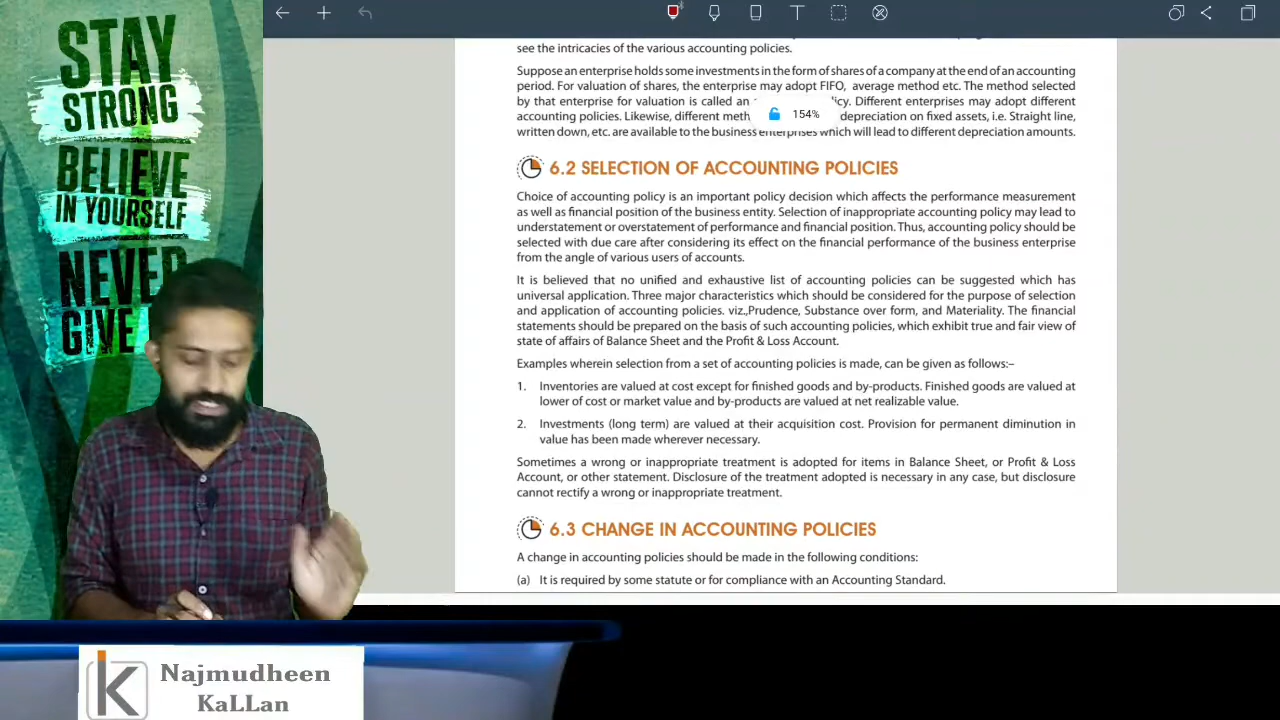 STAY
STRONG
BELIEVE
IN YOURSELF
NEVER
GIVE
see the intricacies of the various accounting policies.
Suppose an enterprise holds some investments in the form of shares of a company at the end of an accounting
period. For valuation of shares, the enterprise may adopt FIFO, average method etc. The method selected
by that enterprise for valuation is called an Different enterprises may adopt different
154%
accounting policies. Likewise, different depreciation on fixed assets, i.e. Straight line,
written down, etc. are available to the business enterprises which will lead to different depreciation amounts.
6.2 SELECTION OF ACCOUNTING POLICIES
Choice of accounting policy is an important policy decision which affects the performance measurement
as well as financial position of the business entity. Selection of inappropriate accounting policy may lead to
understatement or overstatement of performance and financial position. Thus, accounting policy should be
selected with due care after considering its effect on the financial performance of the business enterprise
from the angle of various users of accounts.
It is believed that no unified and exhaustive list of accounting policies can be suggested which has
universal application. Three major characteristics which should be considered for the purpose of selection
and application of accounting policies. viz.,Prudence, Substance over form, and Materiality. The financial
statements should be prepared on the basis of such accounting policies, which exhibit true and fair view of
state of affairs of Balance Sheet and the Profit & Loss Account.
Examples wherein selection from a set of accounting policies is made, can be given as follows:–
1. Inventories are valued at cost except for finished goods and by-products. Finished goods are valued at
lower of cost or market value and by-products are valued at net realizable value.
2. Investments (long term) are valued at their acquisition cost. Provision for permanent diminution in
value has been made wherever necessary.
Sometimes a wrong or inappropriate treatment is adopted for items in Balance Sheet, or Profit & Loss
Account, or other statement. Disclosure of the treatment adopted is necessary in any case, but disclosure
cannot rectify a wrong or inappropriate treatment.
6.3 CHANGE IN ACCOUNTING POLICIES
A change in accounting policies should be made in the following conditions:
(a) It is required by some statute or for compliance with an Accounting Standard.
Najmudheen
KaLLan